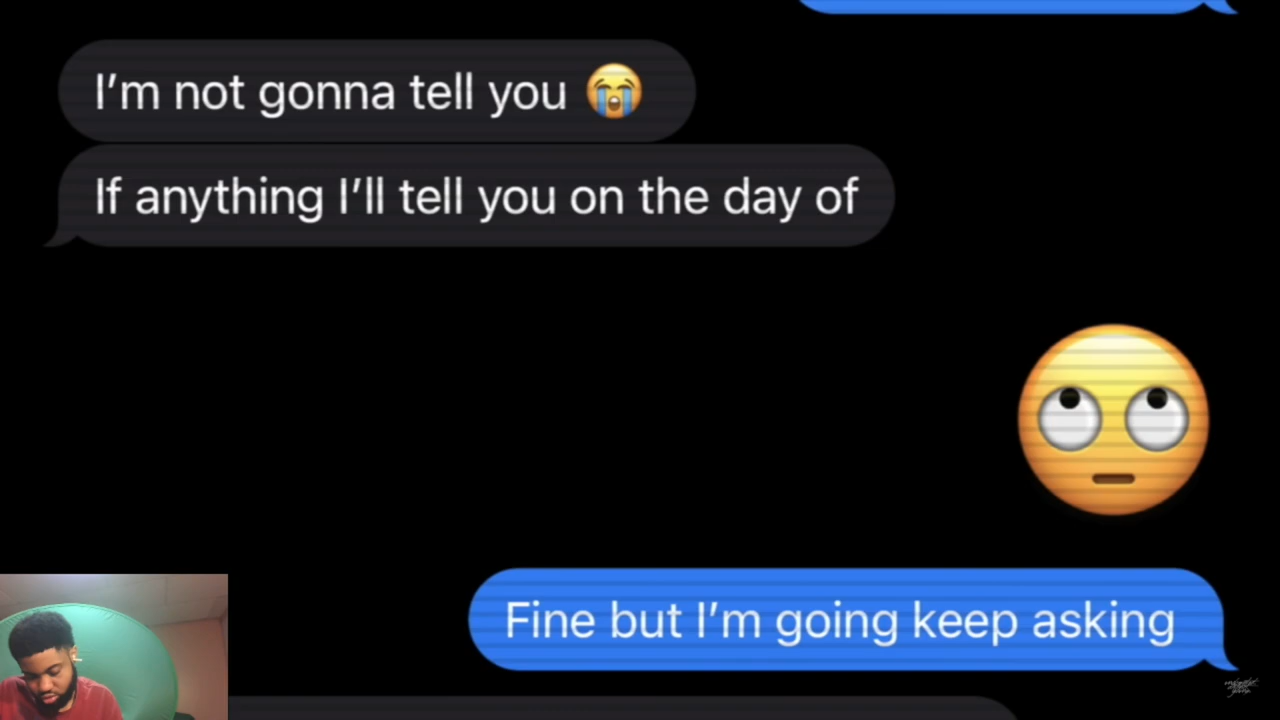 I'm not gonna tell you 😭
If anything I'll tell you on the day of
🙄
Fine but I'm going keep asking